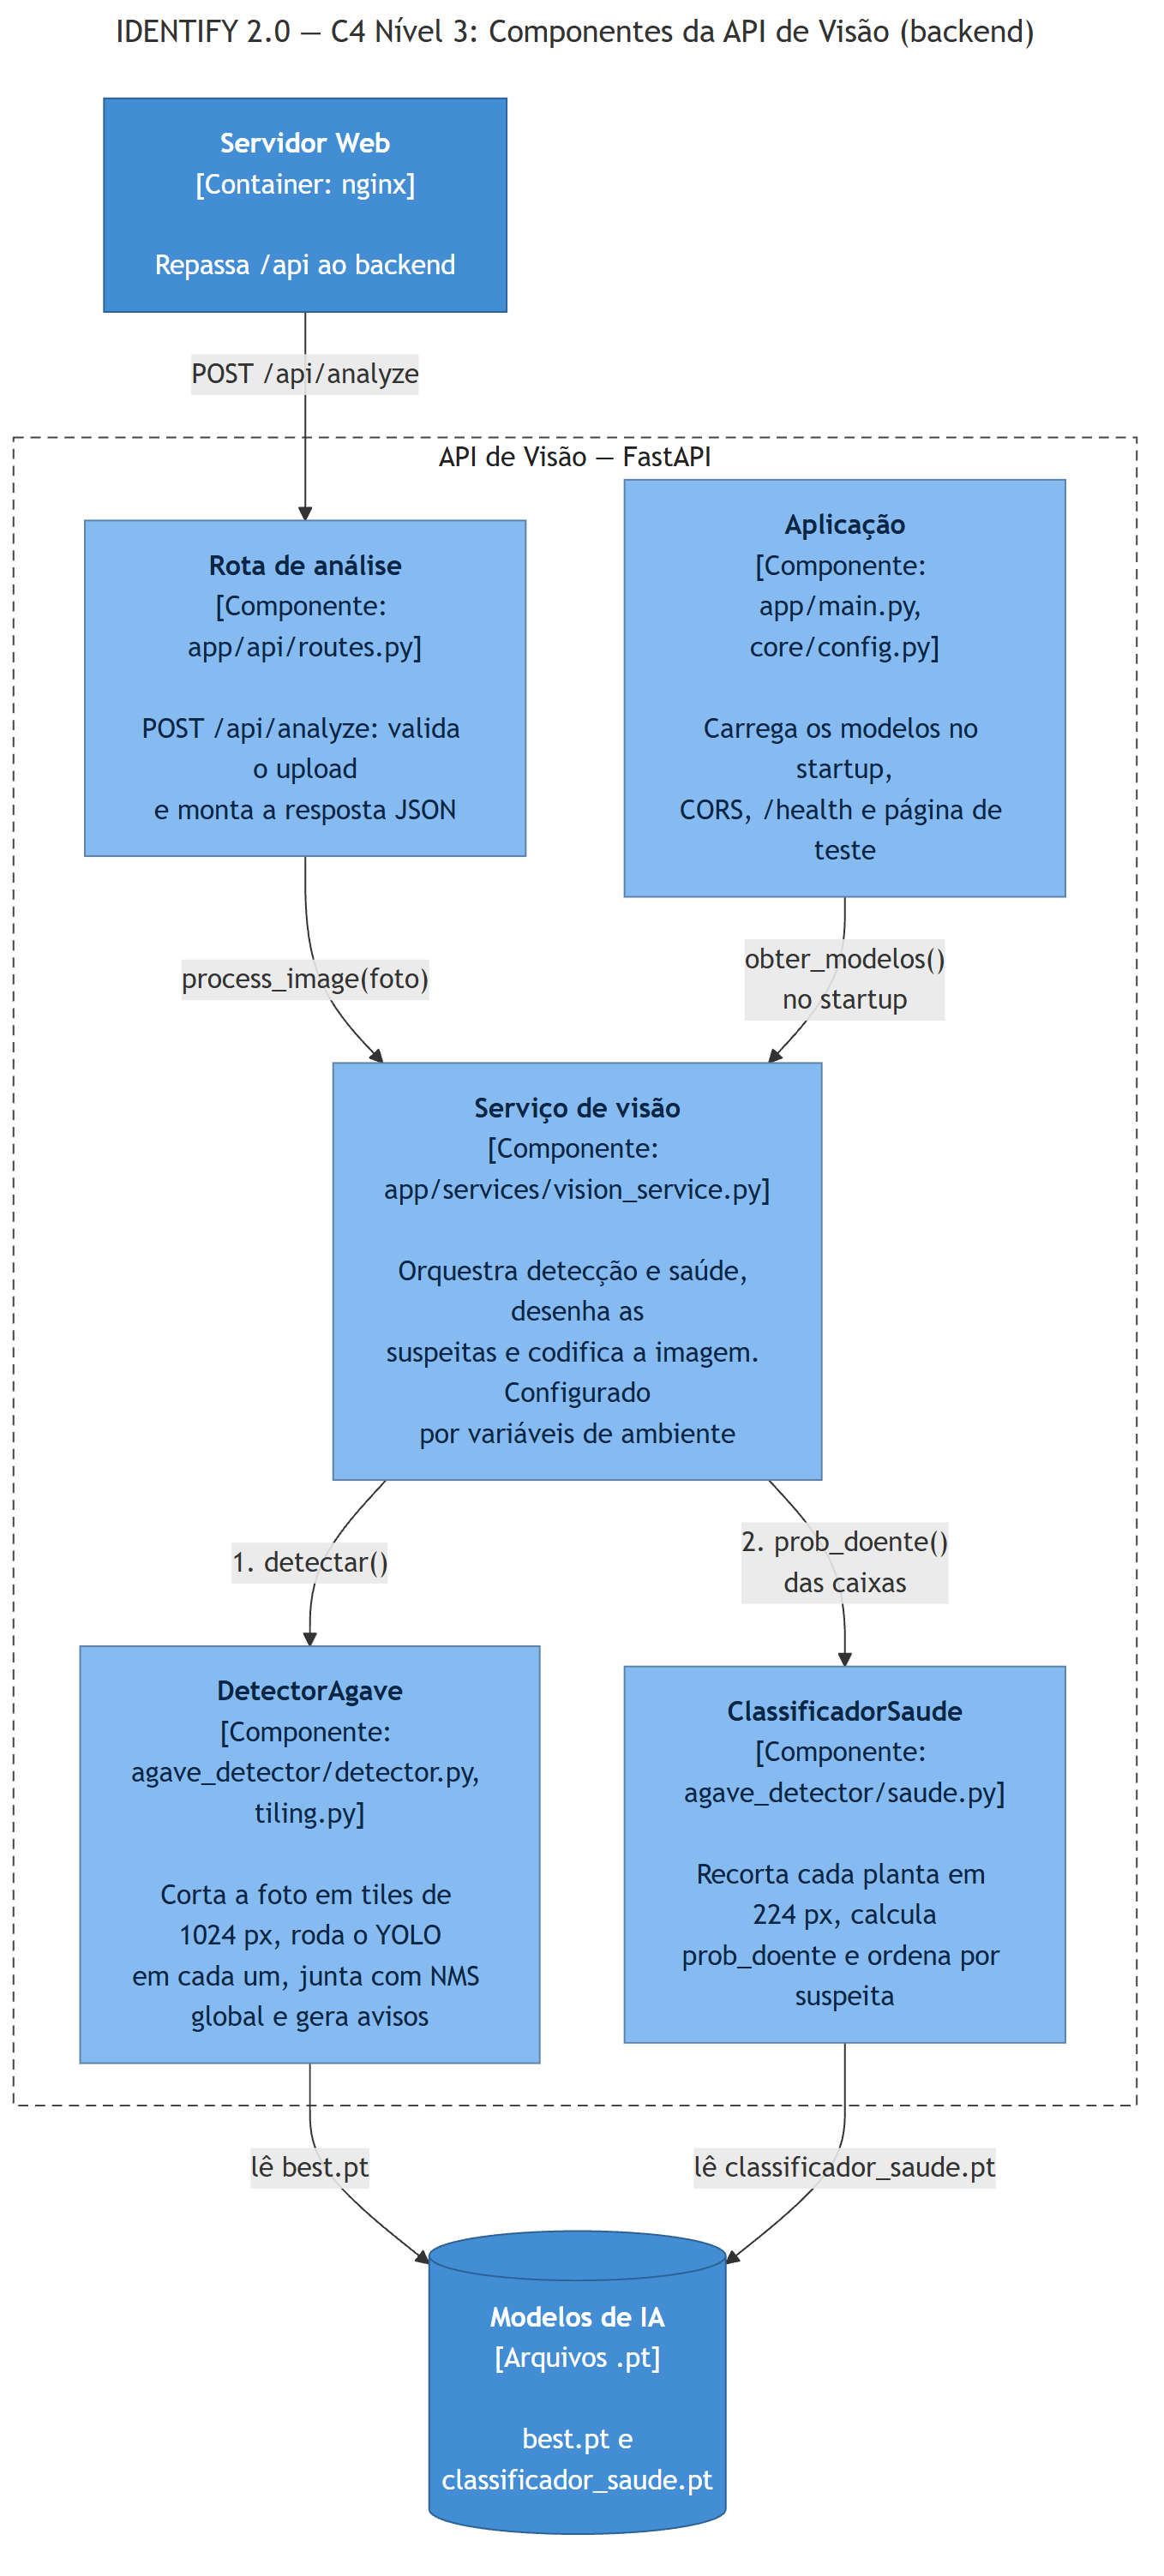 IDENTIFY 2.0 — C4 Nível 3: Componentes da API de Visão (backend)
Servidor Web
[Container: nginx]
Repassa /api ao backend
POST /api/analyze
API de Visão — FastAPI
Rota de análise
[Componente:
app/api/routes.py]
POST /api/analyze: valida
o upload
e monta a resposta JSON
Aplicação
[Componente:
app/main.py,
core/config.py]
Carrega os modelos no
startup,
CORS, /health e página de
teste
process_image(foto)
obter_modelos()
no startup
Serviço de visão
[Componente:
app/services/vision_service.py]
Orquestra detecção e saúde,
desenha as
suspeitas e codifica a imagem.
Configurado
por variáveis de ambiente
1. detectar()
2. prob_doente()
das caixas
DetectorAgave
[Componente:
agave_detector/detector.py,
tiling.py]
Corta a foto em tiles de
1024 px, roda o YOLO
em cada um, junta com NMS
global e gera avisos
ClassificadorSaude
[Componente:
agave_detector/saude.py]
Recorta cada planta em
224 px, calcula
prob_doente e ordena por
suspeita
lê best.pt
lê classificador_saude.pt
Modelos de IA
[Arquivos .pt]
best.pt e
classificador_saude.pt